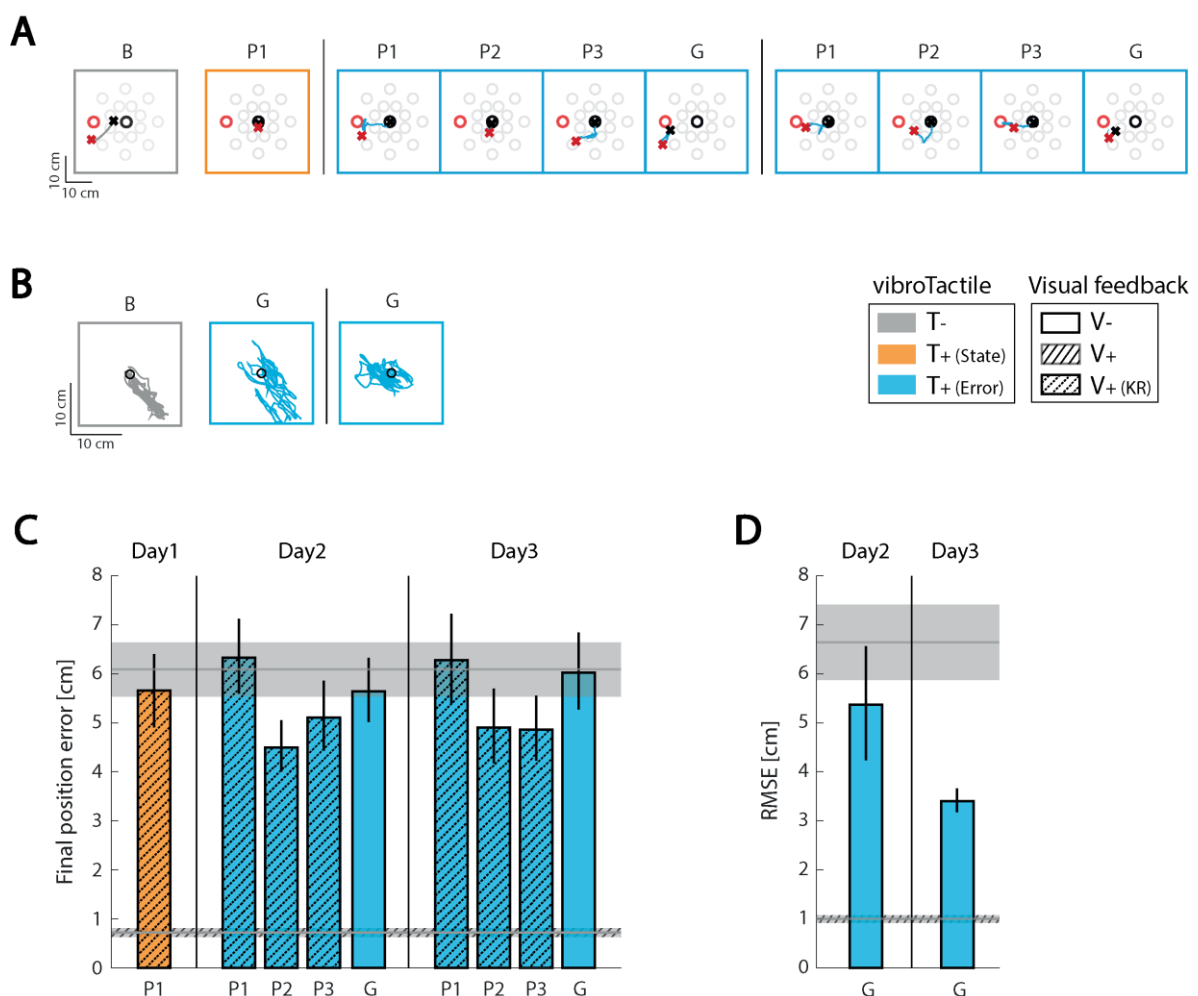 A
B P1 P1 P2 P3 G P1 P2 P3 G
10 cm
10 cm
B
B G G
10 cm
10 cm
vibroTactile Visual feedback
T- V-
T+ (State) V+
T+ (Error) V+ (KR)
C
Day1 Day2 Day3
Final position error [cm]
8
7
6
5
4
3
2
1
0
P1 P1 P2 P3 G P1 P2 P3 G
D
Day2 Day3
RMSE [cm]
8
7
6
5
4
3
2
1
0
G G